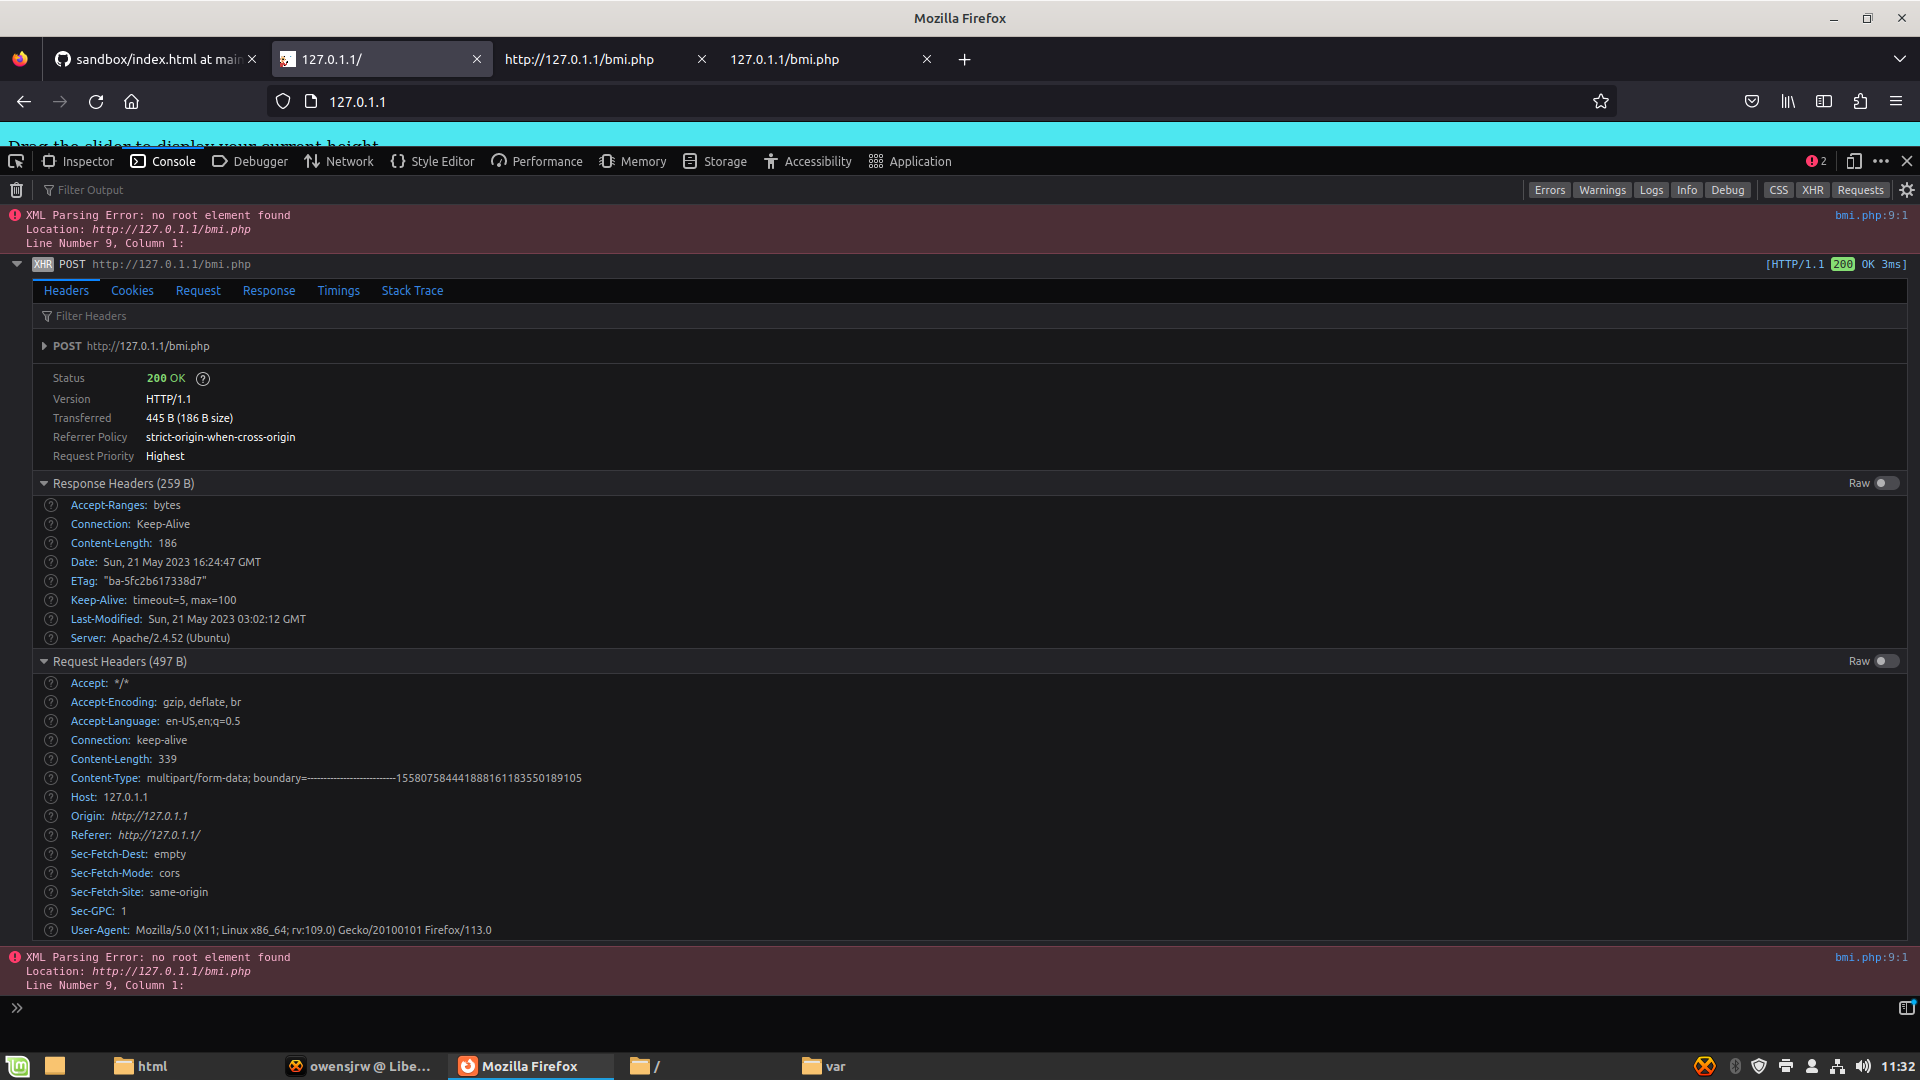 Mozilla Firefox
sandbox/index.html at main
127.0.1.1/
http://127.0.1.1/bmi.php
127.0.1.1/bmi.php
127.0.1.1
Drag the slider to display your current height
Inspector Console Debugger Network Style Editor Performance Memory Storage Accessibility Application 2
Filter Output Errors Warnings Logs Info Debug CSS XHR Requests
XML Parsing Error: no root element found bmi.php:9:1
Location: http://127.0.1.1/bmi.php
Line Number 9, Column 1:
XHR POST http://127.0.1.1/bmi.php [HTTP/1.1 200 OK 3ms]
Headers Cookies Request Response Timings Stack Trace
Filter Headers
POST http://127.0.1.1/bmi.php
Status 200 OK
Version HTTP/1.1
Transferred 445 B (186 B size)
Referrer Policy strict-origin-when-cross-origin
Request Priority Highest
Response Headers (259 B) Raw
Accept-Ranges: bytes
Connection: Keep-Alive
Content-Length: 186
Date: Sun, 21 May 2023 16:24:47 GMT
ETag: "ba-5fc2b617338d7"
Keep-Alive: timeout=5, max=100
Last-Modified: Sun, 21 May 2023 03:02:12 GMT
Server: Apache/2.4.52 (Ubuntu)
Request Headers (497 B) Raw
Accept: */*
Accept-Encoding: gzip, deflate, br
Accept-Language: en-US,en;q=0.5
Connection: keep-alive
Content-Length: 339
Content-Type: multipart/form-data; boundary=---------------------------155807584441888161183550189105
Host: 127.0.1.1
Origin: http://127.0.1.1
Referer: http://127.0.1.1/
Sec-Fetch-Dest: empty
Sec-Fetch-Mode: cors
Sec-Fetch-Site: same-origin
Sec-GPC: 1
User-Agent: Mozilla/5.0 (X11; Linux x86_64; rv:109.0) Gecko/20100101 Firefox/113.0
XML Parsing Error: no root element found bmi.php:9:1
Location: http://127.0.1.1/bmi.php
Line Number 9, Column 1:
html owensjrw @ Libe... Mozilla Firefox / var 11:32